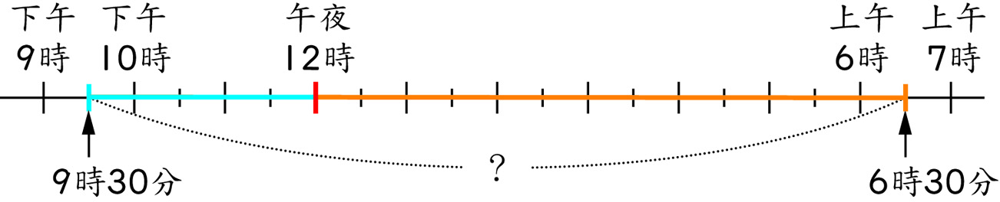 下午 下午 午夜 上午 上午
9時 10時 12時 6時 7時
?
9時30分 6時30分